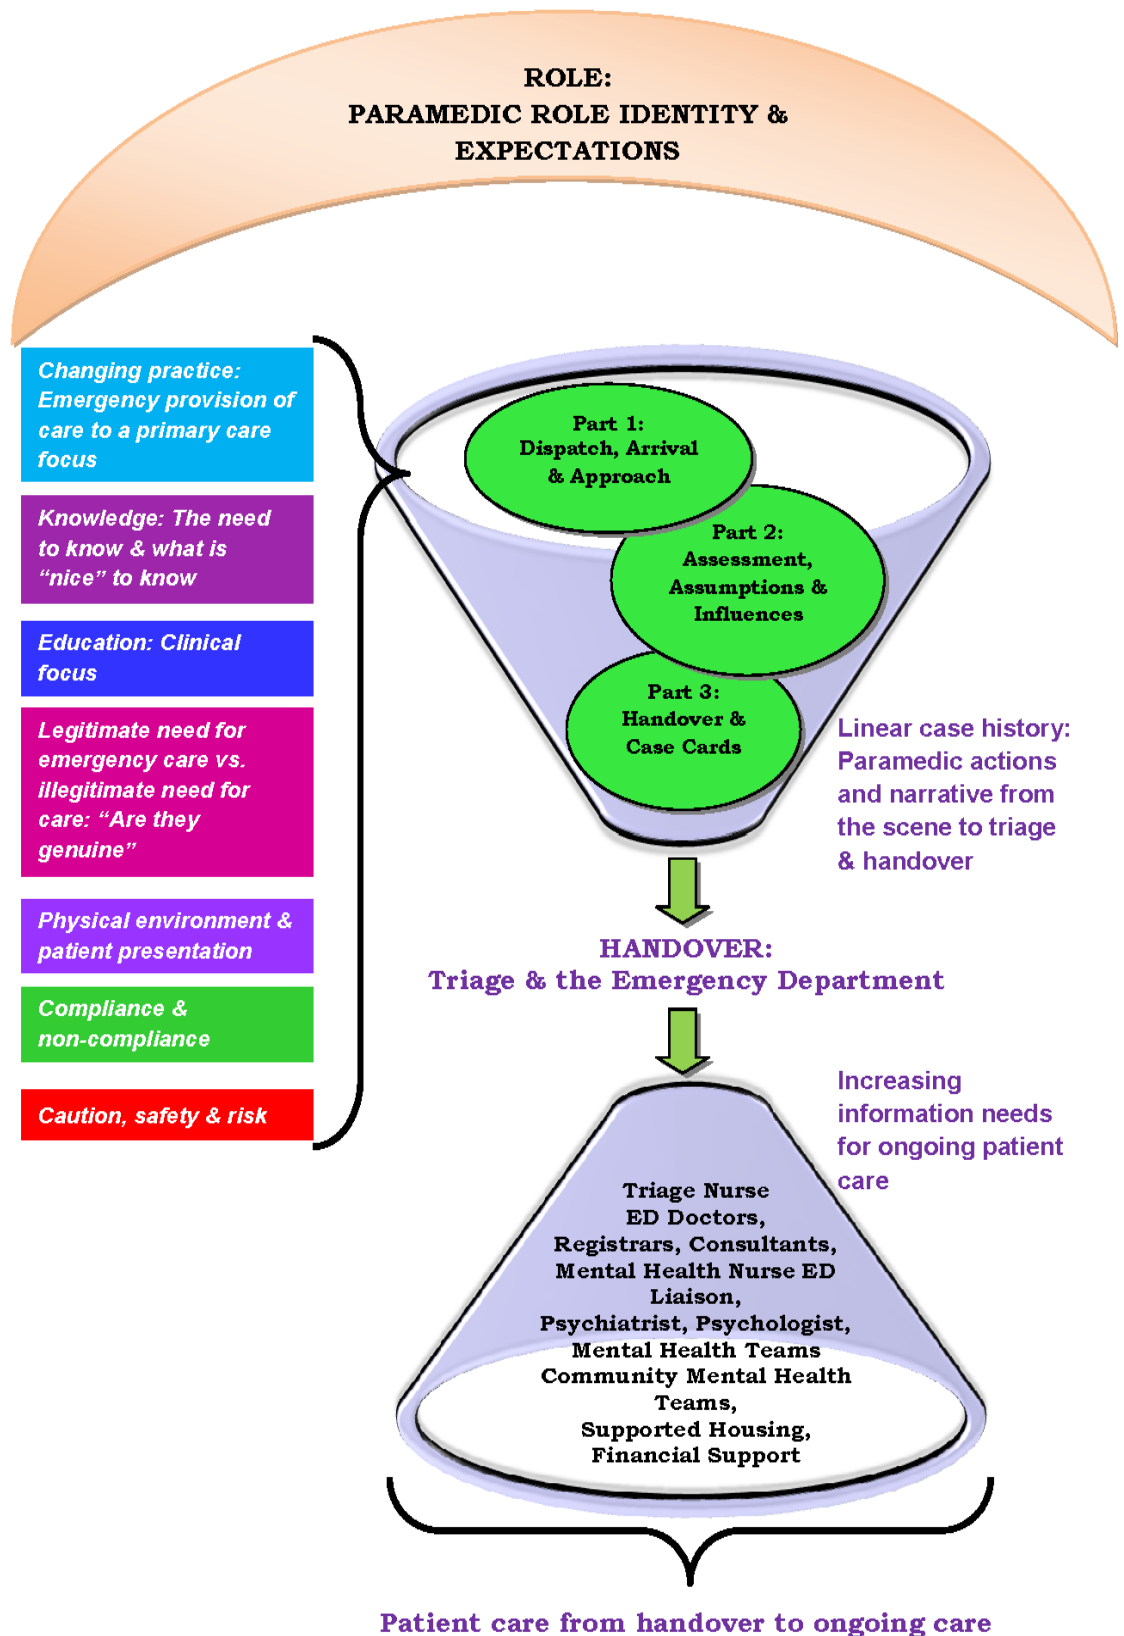 ROLE:
PARAMEDIC ROLE IDENTITY &
EXPECTATIONS
Changing practice:
Emergency provision of
care to a primary care
focus
Knowledge: The need
to know & what is
“nice” to know
Education: Clinical
focus
Legitimate need for
emergency care vs.
illegitimate need for
care: “Are they
genuine”
Physical environment &
patient presentation
Compliance &
non-compliance
Caution, safety & risk
Part 1:
Dispatch, Arrival
& Approach
Part 2:
Assessment,
Assumptions &
Influences
Part 3:
Handover &
Case Cards
Linear case history:
Paramedic actions
and narrative from
the scene to triage
& handover
HANDOVER:
Triage & the Emergency Department
Increasing
information needs
for ongoing patient
care
Triage Nurse
ED Doctors,
Registrars, Consultants,
Mental Health Nurse ED
Liaison,
Psychiatrist, Psychologist,
Mental Health Teams
Community Mental Health
Teams,
Supported Housing,
Financial Support
Patient care from handover to ongoing care